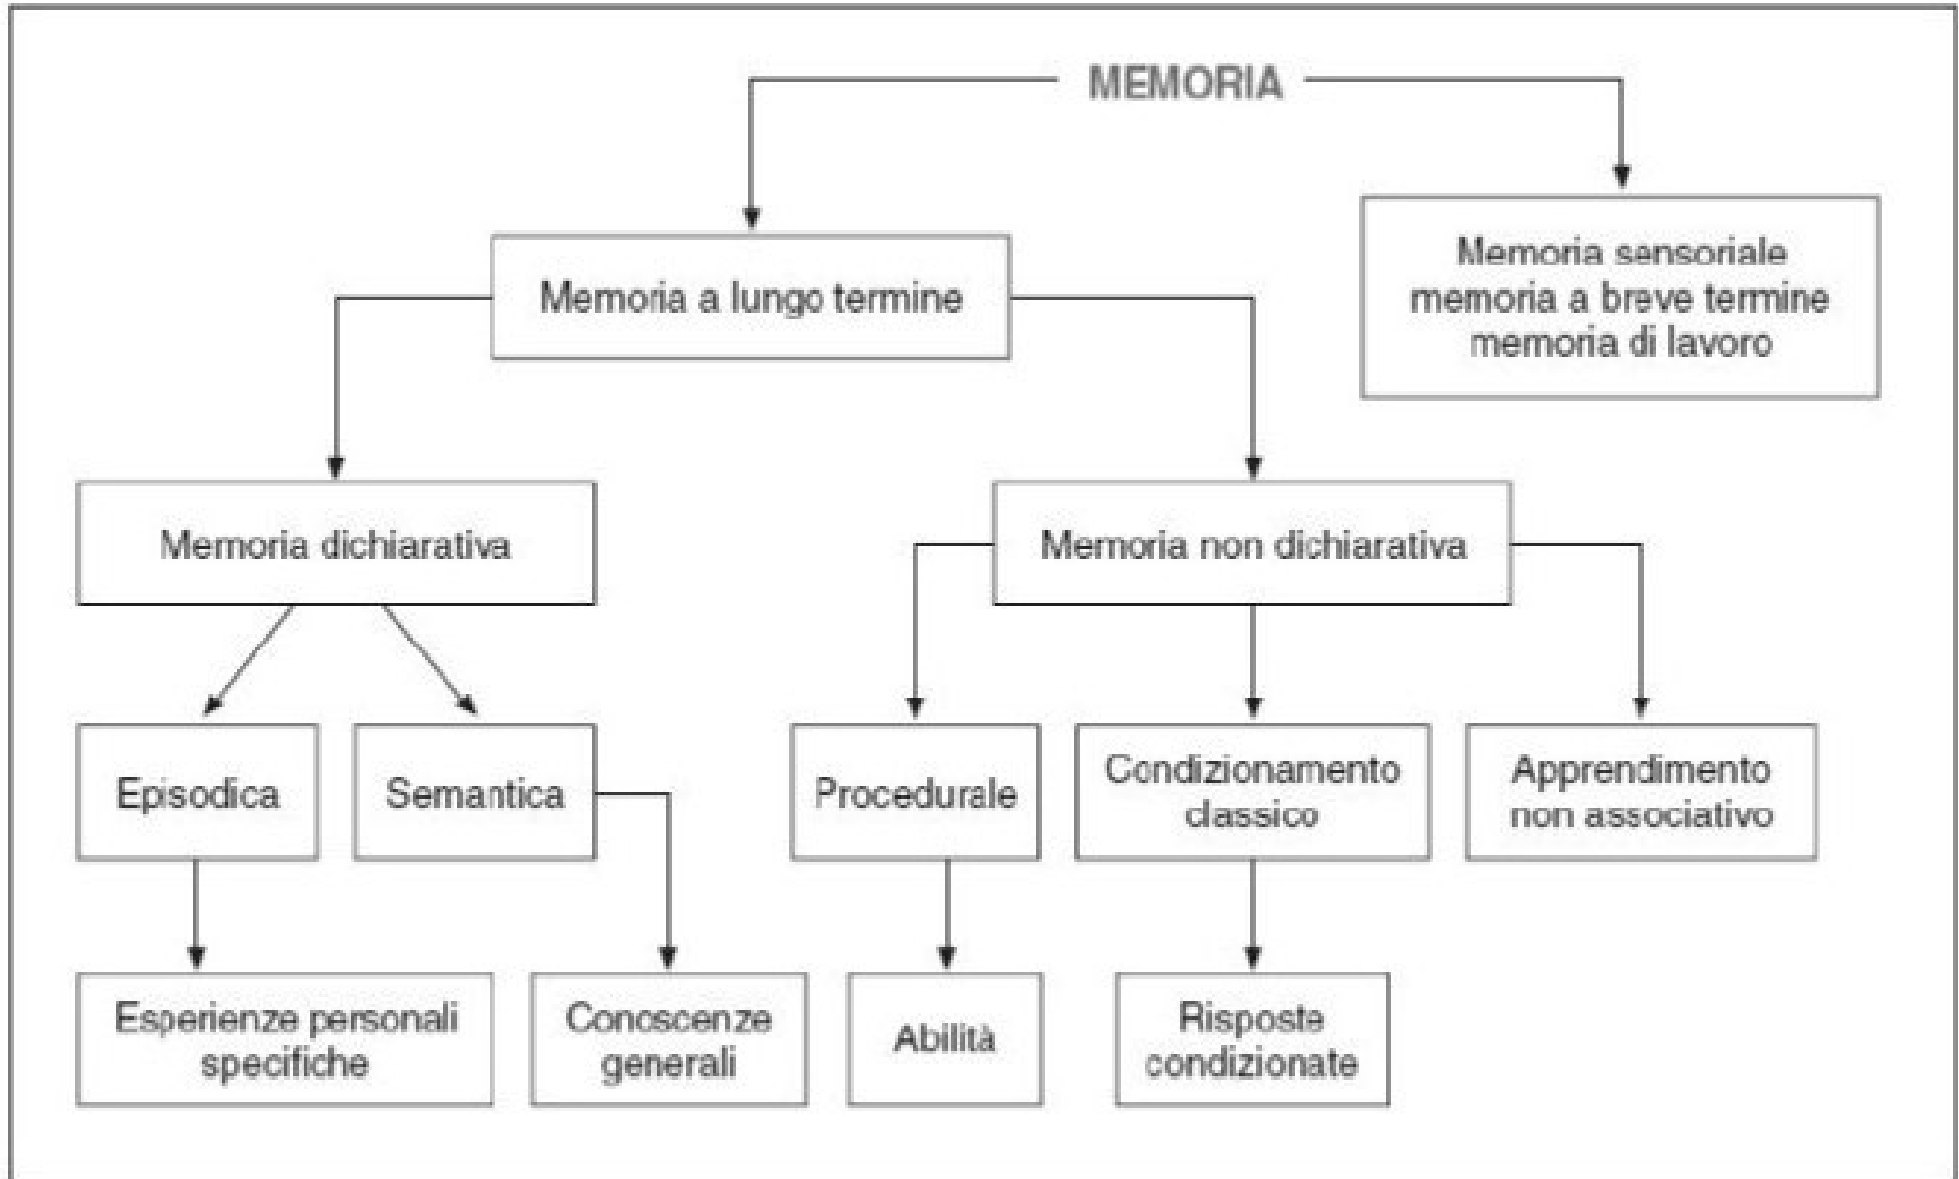 MEMORIA
Memoria sensoriale
memoria a breve termine
memoria di lavoro
Memoria a lungo termine
Memoria dichiarativa
Memoria non dichiarativa
Episodica
Semantica
Procedurale
Condizionamento
classico
Apprendimento
non associativo
Esperienze personali
specifiche
Conoscenze
generali
Abilità
Risposte
condizionate